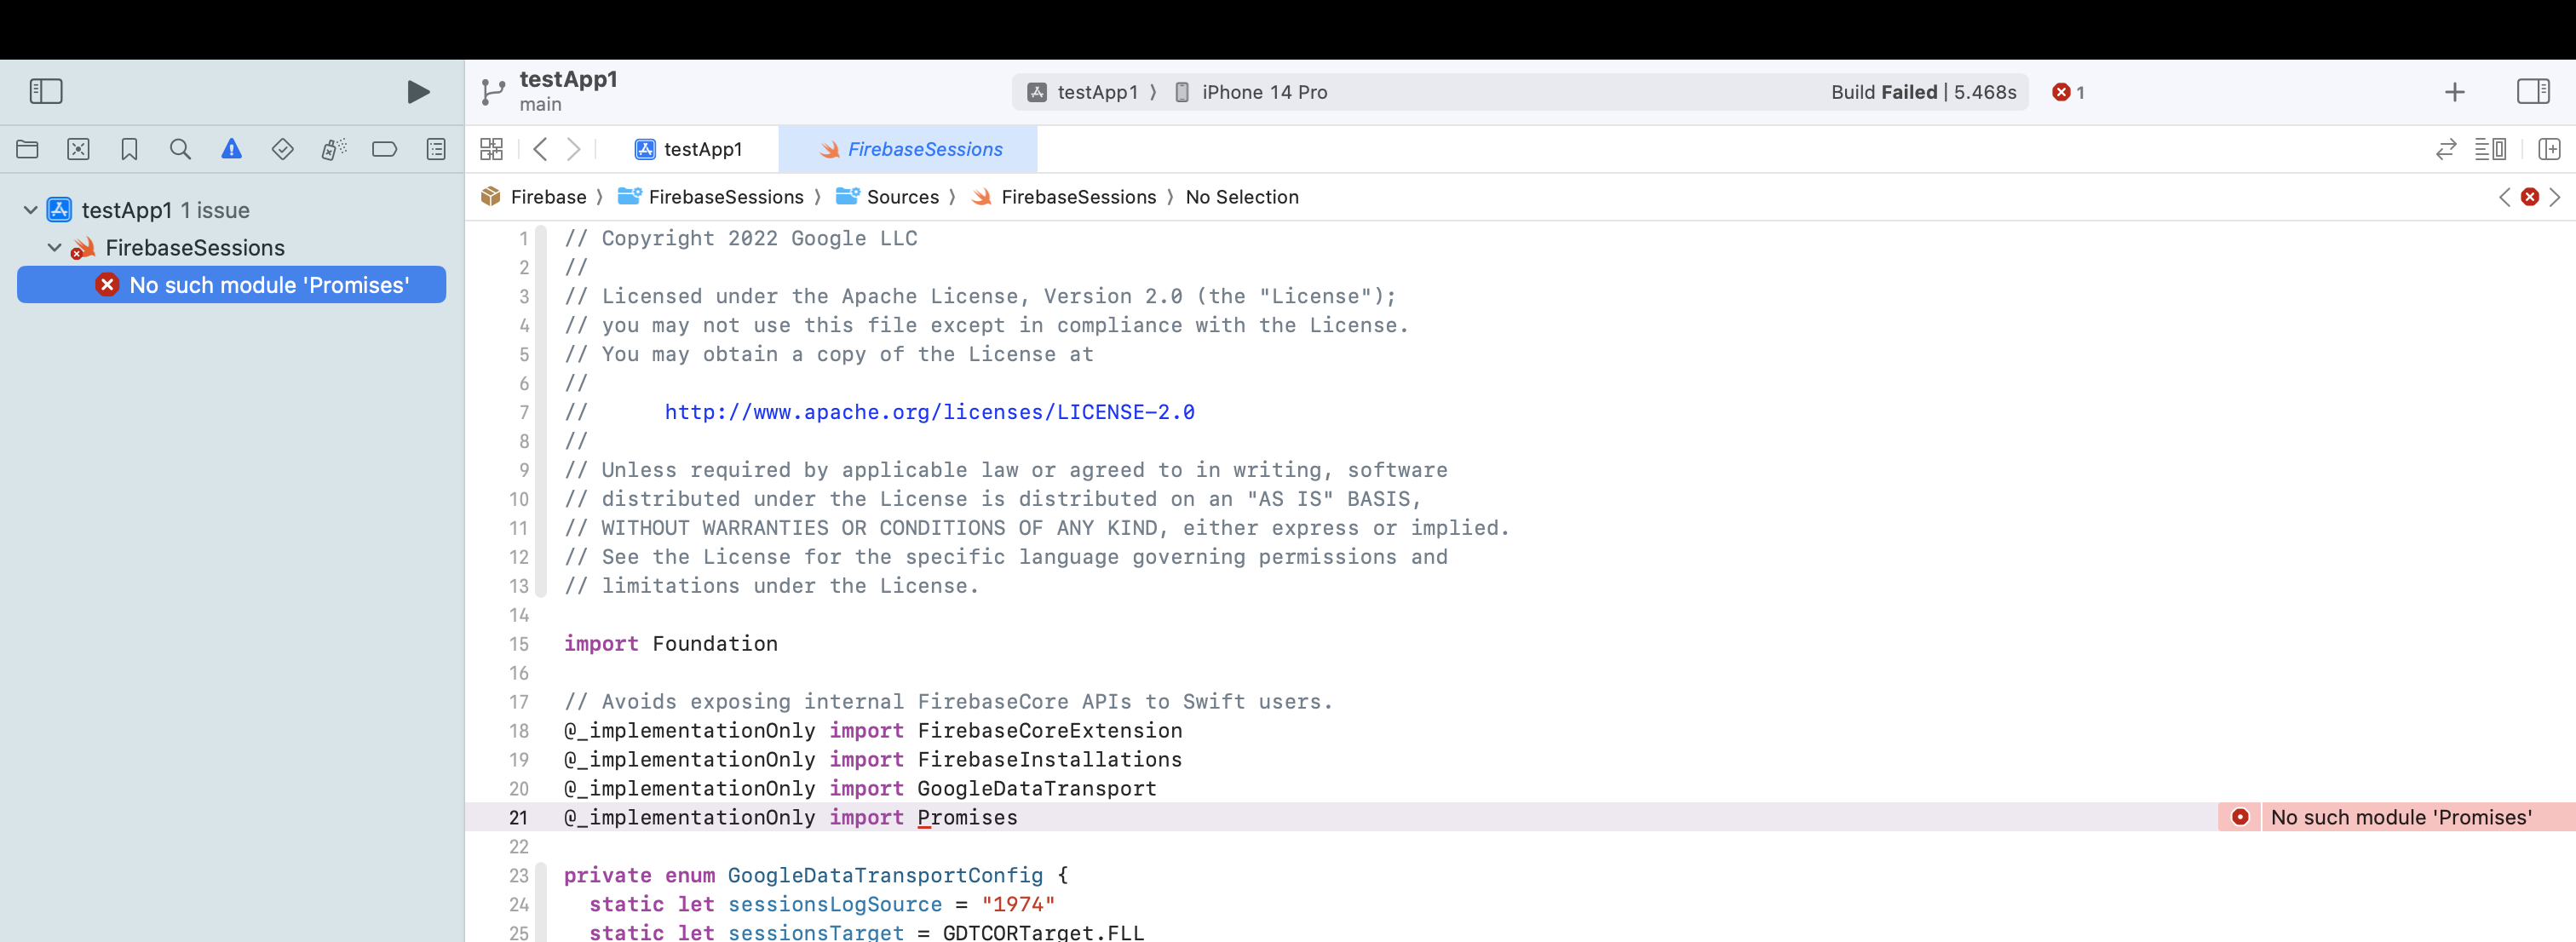 testApp1
main
testApp1 〉 iPhone 14 Pro
Build Failed | 5.468s
1
testApp1
FirebaseSessions
Firebase 〉 FirebaseSessions 〉 Sources 〉 FirebaseSessions 〉 No Selection
testApp1 1 issue
FirebaseSessions
No such module 'Promises'
1 // Copyright 2022 Google LLC
2 //
3 // Licensed under the Apache License, Version 2.0 (the "License");
4 // you may not use this file except in compliance with the License.
5 // You may obtain a copy of the License at
6 //
7 //      http://www.apache.org/licenses/LICENSE-2.0
8 //
9 // Unless required by applicable law or agreed to in writing, software
10 // distributed under the License is distributed on an "AS IS" BASIS,
11 // WITHOUT WARRANTIES OR CONDITIONS OF ANY KIND, either express or implied.
12 // See the License for the specific language governing permissions and
13 // limitations under the License.
14
15 import Foundation
16
17 // Avoids exposing internal FirebaseCore APIs to Swift users.
18 @_implementationOnly import FirebaseCoreExtension
19 @_implementationOnly import FirebaseInstallations
20 @_implementationOnly import GoogleDataTransport
21 @_implementationOnly import Promises
No such module 'Promises'
22
23 private enum GoogleDataTransportConfig {
24   static let sessionsLogSource = "1974"
25   static let sessionsTarget = GDTCORTarget.FLL